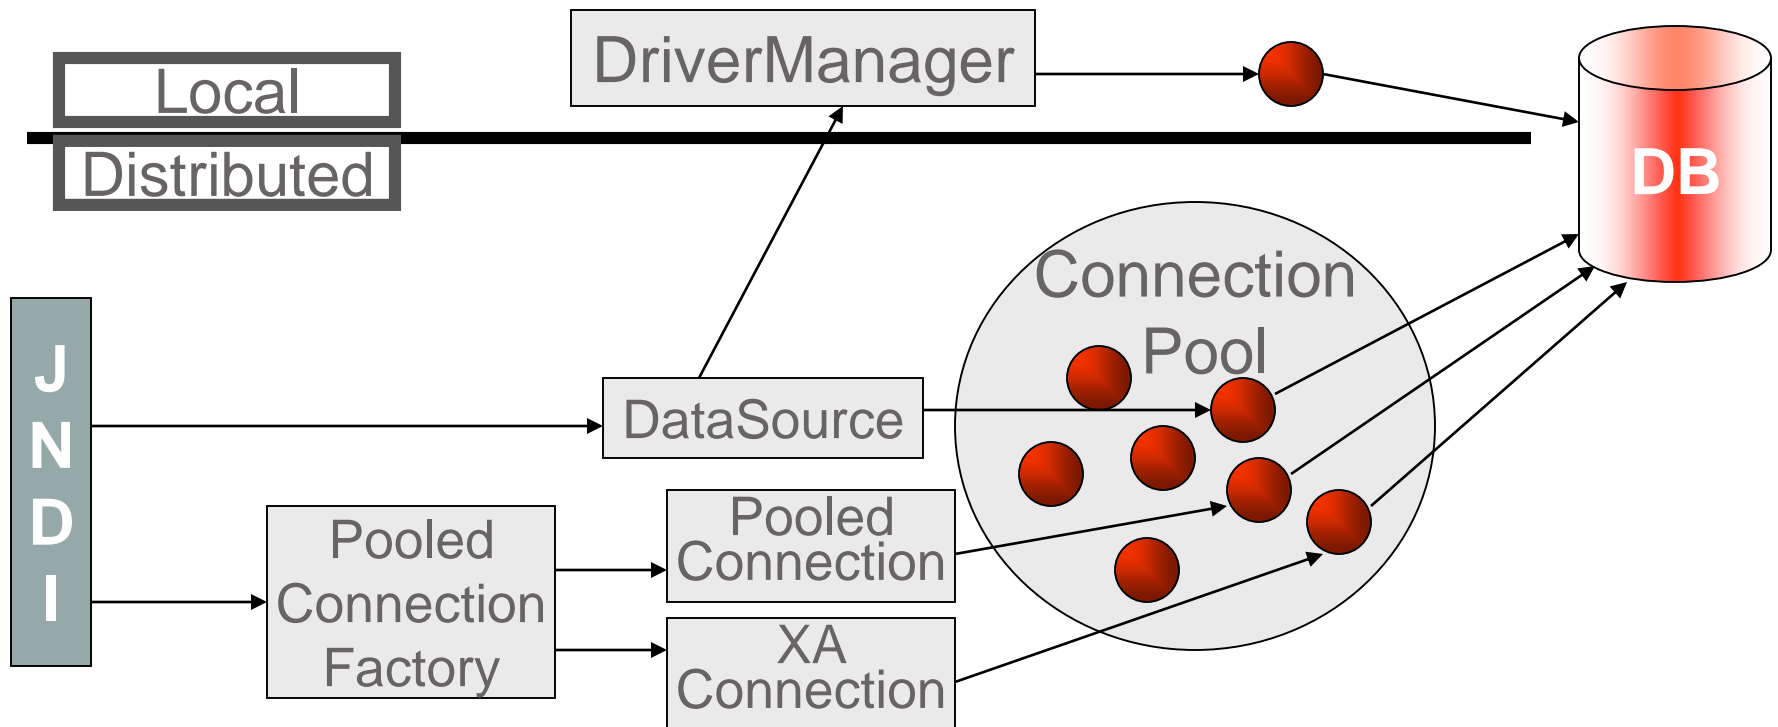 DriverManager
Local
Distributed
DB
Connection
Pool
J
N
D
I
DataSource
Pooled
Connection
Factory
Pooled
Connection
XA
Connection